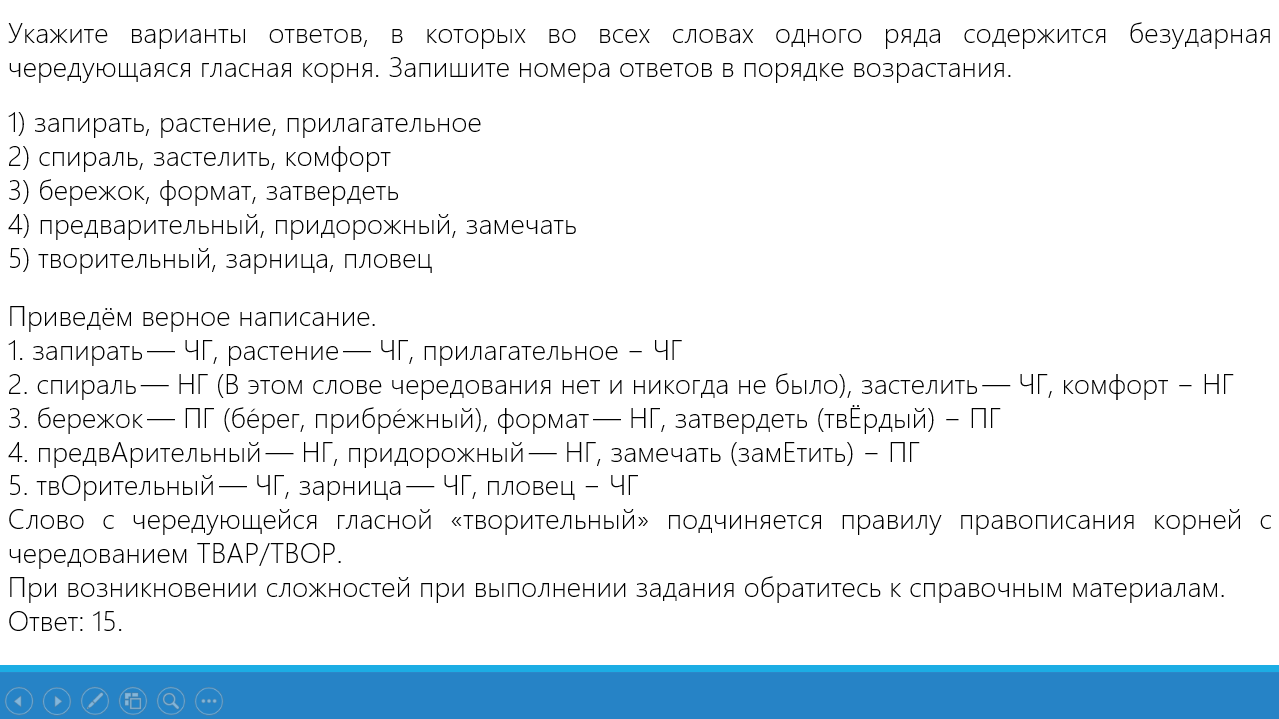 Укажите варианты ответов, в которых во всех словах одного ряда содержится безударная
чередующаяся гласная корня. Запишите номера ответов в порядке возрастания.
1) запирать, растение, прилагательное
2) спираль, застелить, комфорт
3) бережок, формат, затвердеть
4) предварительный, придорожный, замечать
5) творительный, зарница, пловец
Приведём верное написание.
1. запирать— ЧГ, растение— ЧГ, прилагательное – ЧГ
2. спираль— НГ (В этом слове чередования нет и никогда не было), застелить— ЧГ, комфорт – НГ
3. бережок— ПГ (бéрег, прибрéжный), формат— НГ, затвердеть (твЁрдый) – ПГ
4. предвАрительный— НГ, придорожный— НГ, замечать (замЕтить) – ПГ
5. твОрительный— ЧГ, зарница— ЧГ, пловец – ЧГ
Слово с чередующейся гласной «творительный» подчиняется правилу правописания корней с
чередованием ТВАР/ТВОР.
При возникновении сложностей при выполнении задания обратитесь к справочным материалам.
Ответ: 15.